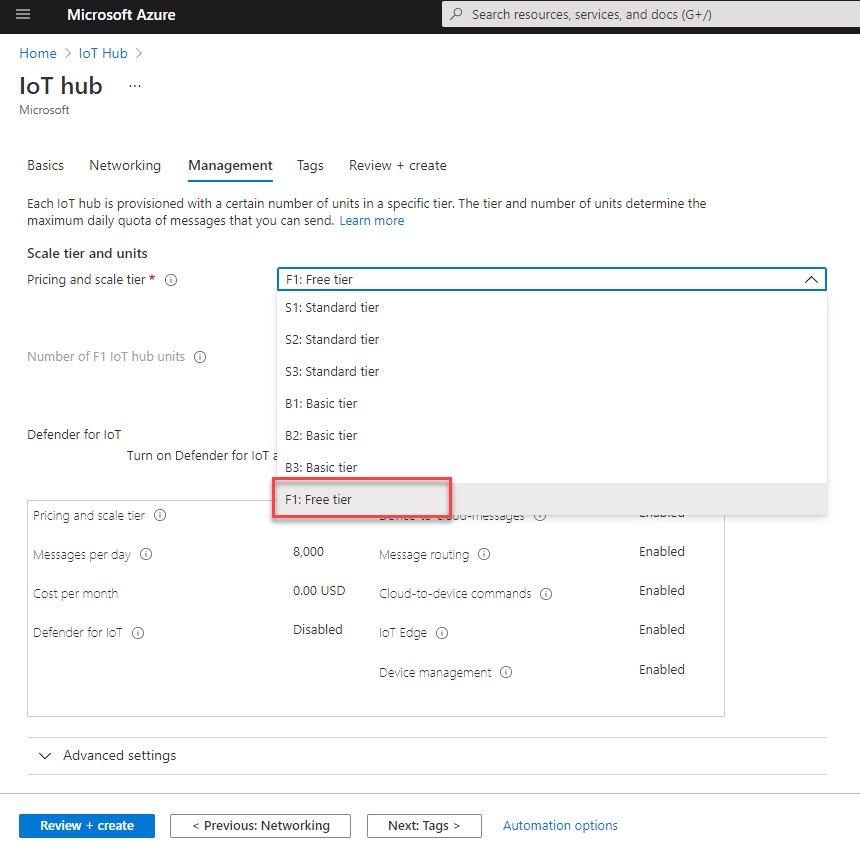 Microsoft Azure
Search resources, services, and docs (G+/)
Home > IoT Hub >
IoT hub ...
Microsoft
Basics Networking Management Tags Review + create
Each IoT hub is provisioned with a certain number of units in a specific tier. The tier and number of units determine the
maximum daily quota of messages that you can send. Learn more
Scale tier and units
Pricing and scale tier *
F1: Free tier
S1: Standard tier
S2: Standard tier
Number of F1 IoT hub units
S3: Standard tier
B1: Basic tier
Defender for IoT
B2: Basic tier
Turn on Defender for IoT a
B3: Basic tier
F1: Free tier
Pricing and scale tier Device-to-cloud-messages Enabled
Messages per day 8,000 Message routing Enabled
Cost per month 0.00 USD Cloud-to-device commands Enabled
Defender for IoT Disabled IoT Edge Enabled
Device management Enabled
Advanced settings
Review + create < Previous: Networking Next: Tags > Automation options